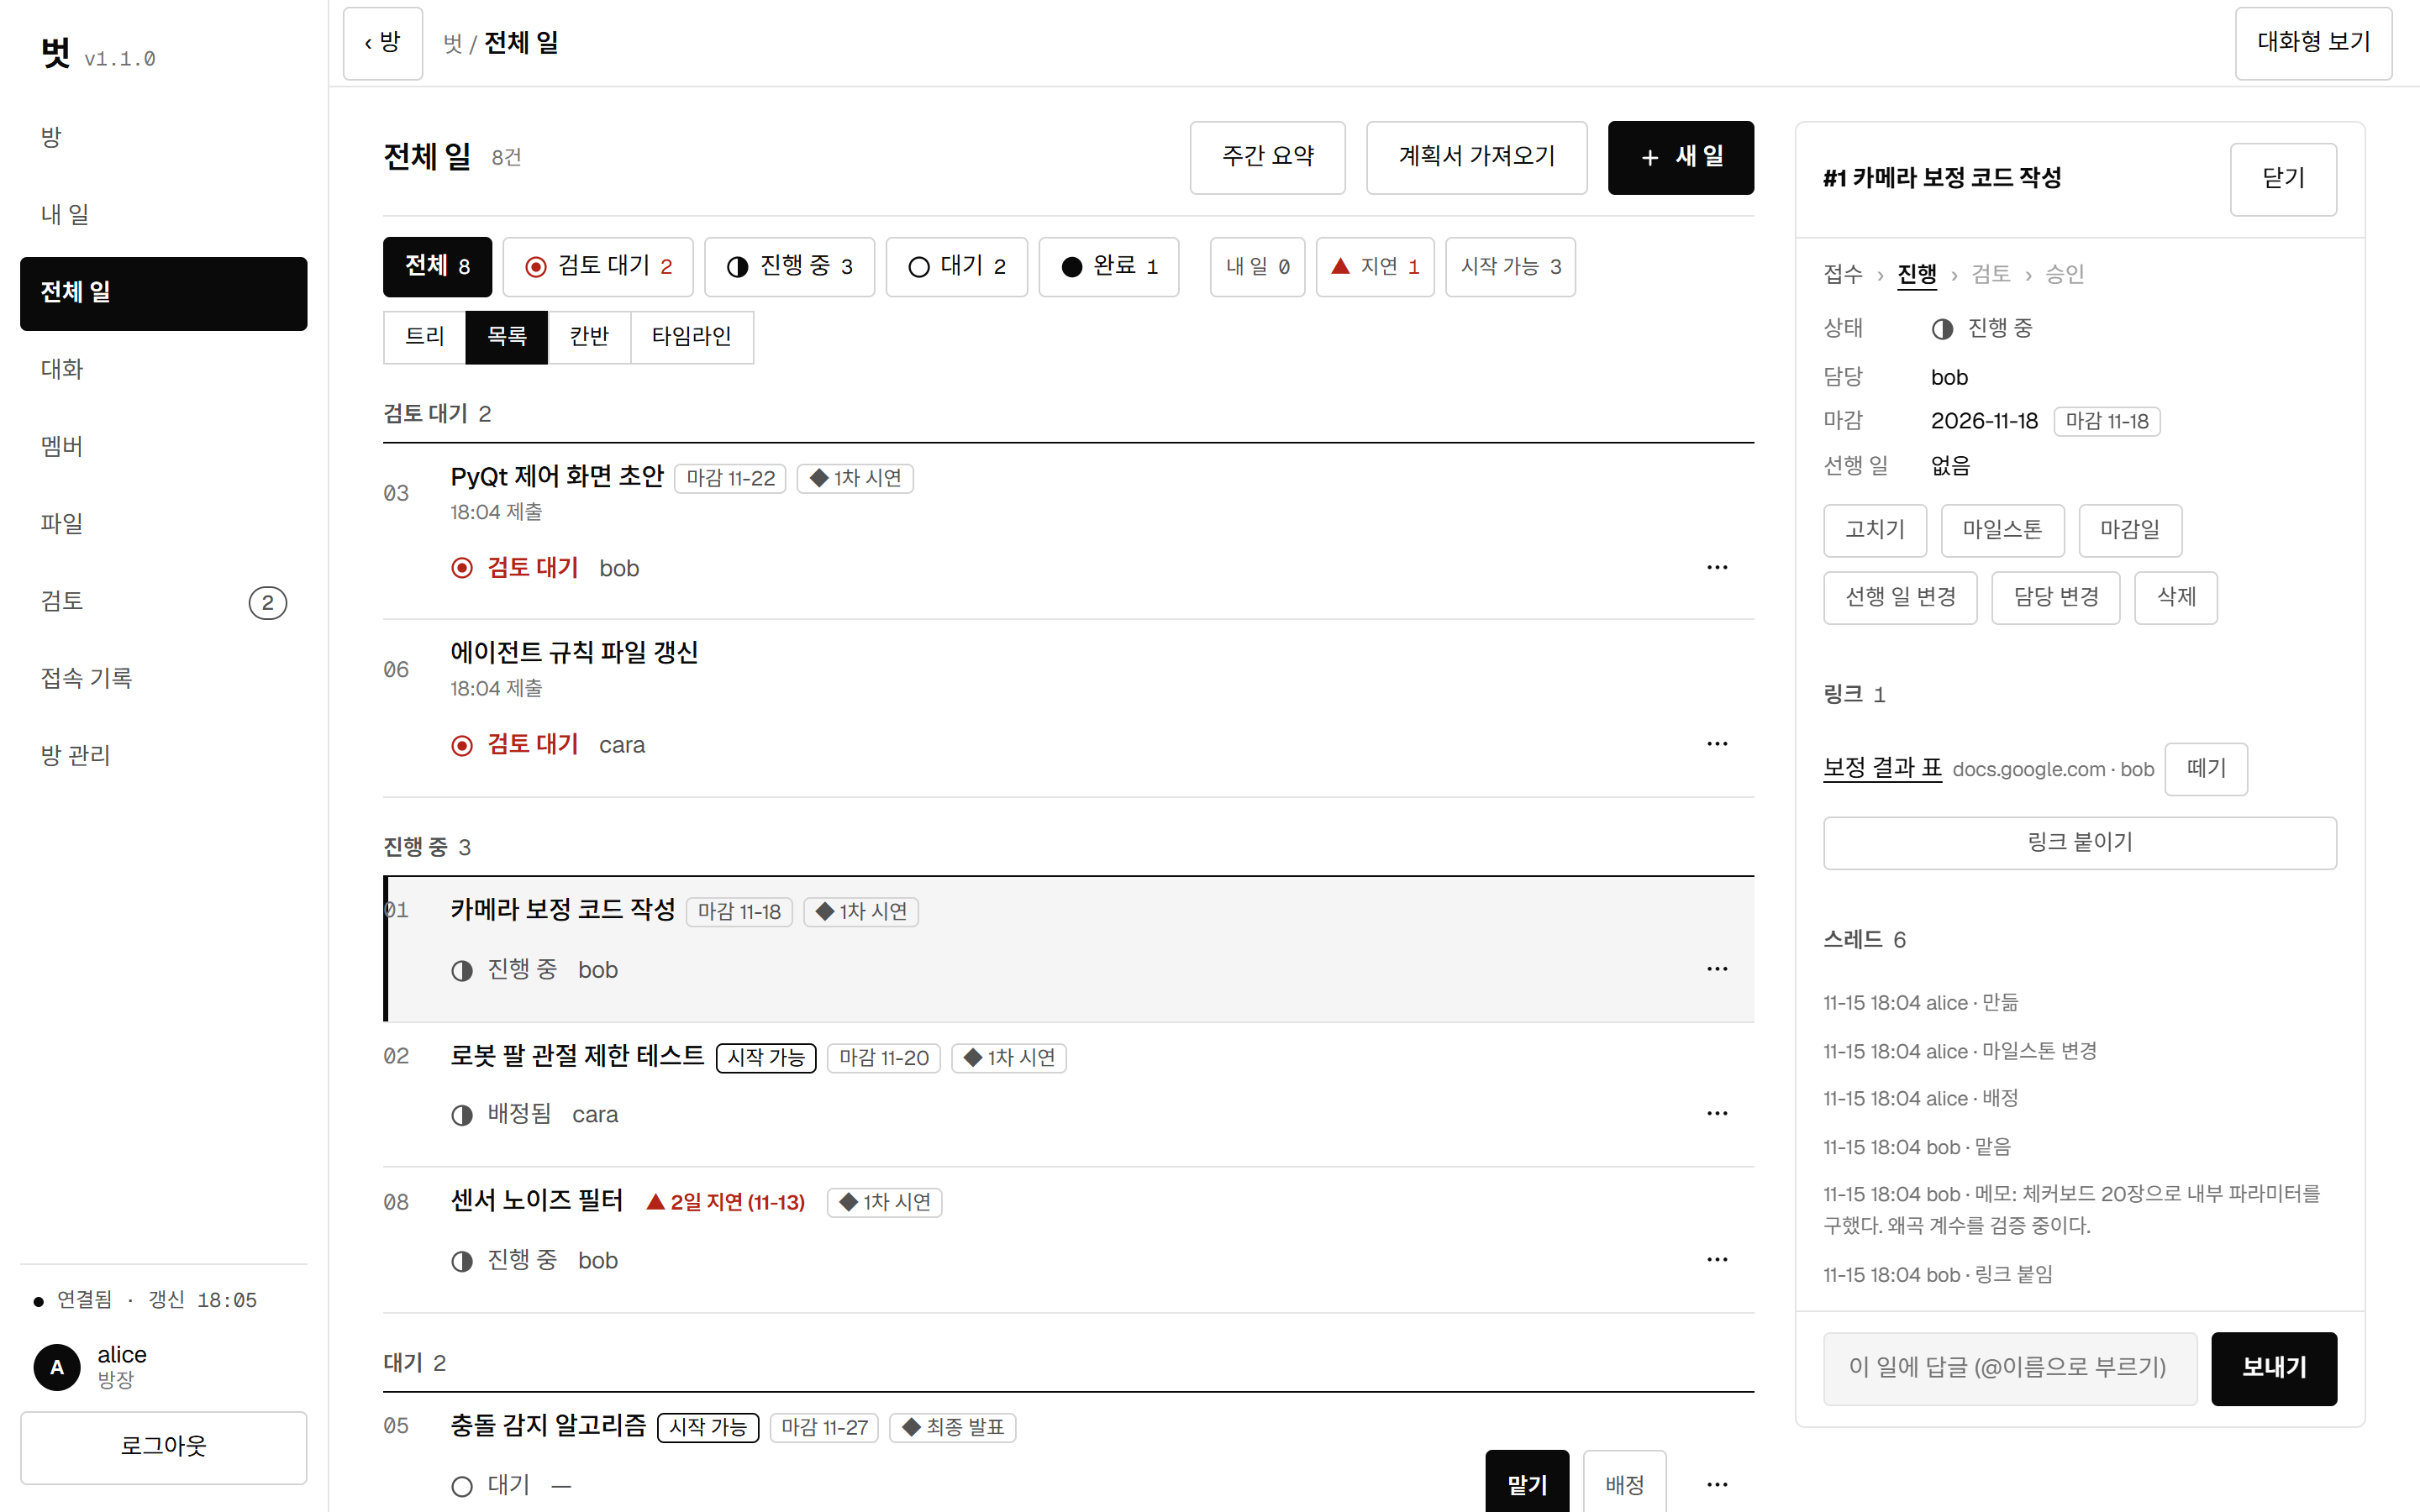 벗 v1.1.0
방
내 일
전체 일
대화
멤버
파일
검토 2
접속 기록
방 관리
연결됨 · 갱신 18:05
A alice
방장
로그아웃
‹ 방 벗 / 전체 일 대화형 보기
전체 일 8건 주간 요약 계획서 가져오기 + 새 일
전체 8 검토 대기 2 진행 중 3 대기 2 완료 1 내 일 0 ▲ 지연 1 시작 가능 3
트리 목록 칸반 타임라인
검토 대기 2
03 PyQt 제어 화면 초안 마감 11-22 ◆ 1차 시연
18:04 제출
검토 대기 bob ···
06 에이전트 규칙 파일 갱신
18:04 제출
검토 대기 cara ···
진행 중 3
01 카메라 보정 코드 작성 마감 11-18 ◆ 1차 시연
진행 중 bob ···
02 로봇 팔 관절 제한 테스트 시작 가능 마감 11-20 ◆ 1차 시연
배정됨 cara ···
08 센서 노이즈 필터 ▲ 2일 지연 (11-13) ◆ 1차 시연
진행 중 bob ···
대기 2
05 충돌 감지 알고리즘 시작 가능 마감 11-27 ◆ 최종 발표
대기 — 맡기 배정 ···
#1 카메라 보정 코드 작성 닫기
접수 › 진행 › 검토 › 승인
상태 진행 중
담당 bob
마감 2026-11-18 마감 11-18
선행 일 없음
고치기 마일스톤 마감일
선행 일 변경 담당 변경 삭제
링크 1
보정 결과 표 docs.google.com · bob 떼기
링크 붙이기
스레드 6
11-15 18:04 alice · 만듦
11-15 18:04 alice · 마일스톤 변경
11-15 18:04 alice · 배정
11-15 18:04 bob · 맡음
11-15 18:04 bob · 메모: 체커보드 20장으로 내부 파라미터를
구했다. 왜곡 계수를 검증 중이다.
11-15 18:04 bob · 링크 붙임
이 일에 답글 (@이름으로 부르기) 보내기